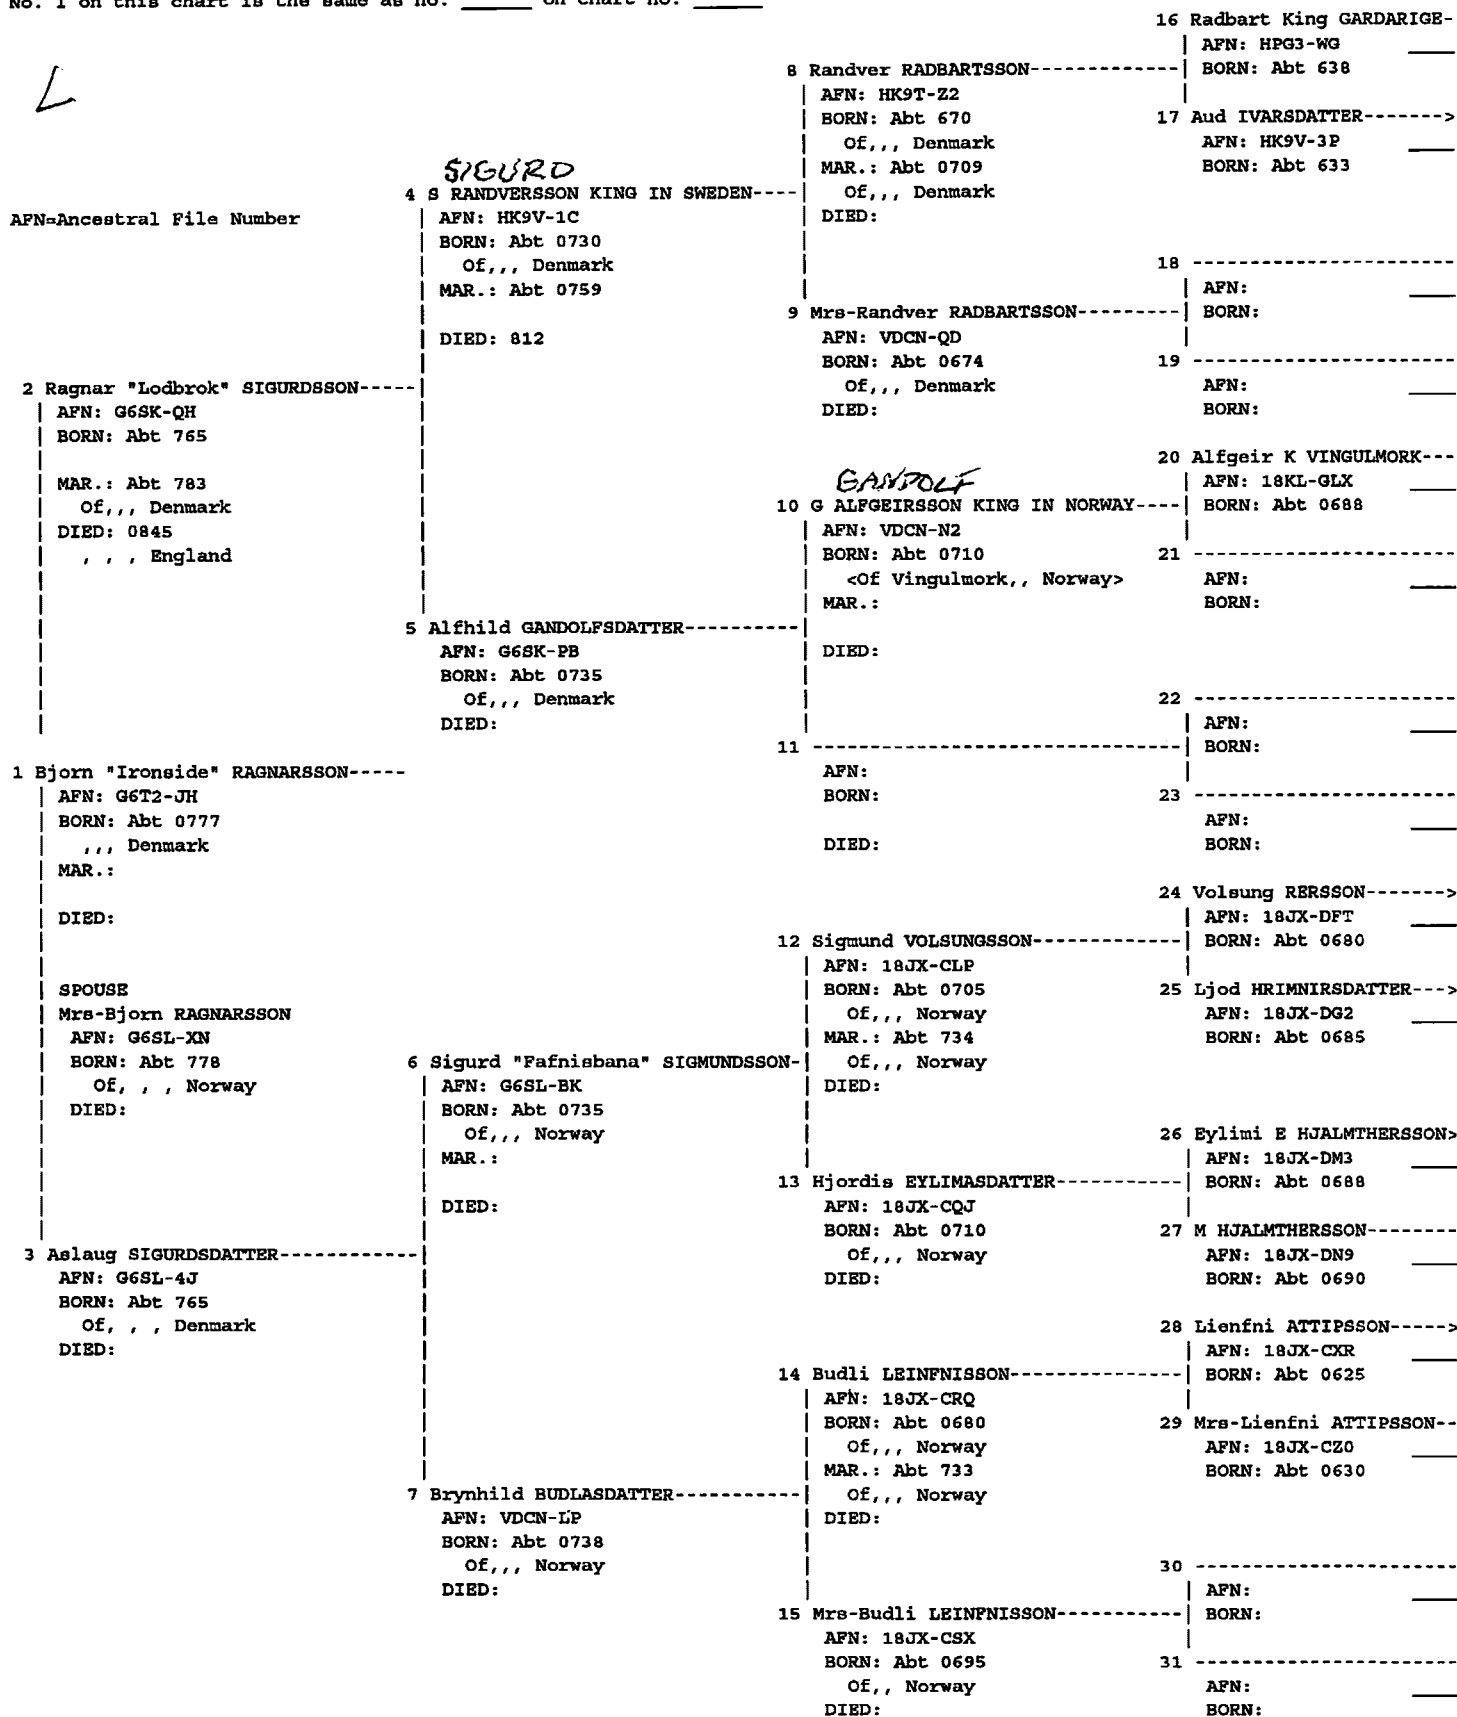 No. 1 on this chart is the same as no. _____ on chart no. _____
L
AFN=Ancestral File Number
16 Radbart King GARDARIGE-
AFN: HPG3-WG
BORN: Abt 638
8 Randver RADBARTSSON-------------
AFN: HK9T-Z2
BORN: Abt 670
Of,,, Denmark
MAR.: Abt 0709
Of,,, Denmark
DIED:
17 Aud IVARSDATTER------->
AFN: HK9V-3P
BORN: Abt 633
SIGURD
4 S RANDVERSSON KING IN SWEDEN----
AFN: HK9V-1C
BORN: Abt 0730
Of,,, Denmark
MAR.: Abt 0759
DIED: 812
18 ----------------------
AFN:
BORN:
9 Mrs-Randver RADBARTSSON---------
AFN: VDCN-QD
BORN: Abt 0674
Of,,, Denmark
DIED:
19 ----------------------
AFN:
BORN:
2 Ragnar "Lodbrok" SIGURDSSON-----
AFN: G6SK-QH
BORN: Abt 765
MAR.: Abt 783
Of,,, Denmark
DIED: 0845
, , , England
20 Alfgeir K VINGULMORK---
AFN: 18KL-GLX
BORN: Abt 0688
GANDOLF
10 G ALFGEIRSSON KING IN NORWAY----
AFN: VDCN-N2
BORN: Abt 0710
<Of Vingulmork,, Norway>
MAR.:
DIED:
21 ----------------------
AFN:
BORN:
5 Alfhild GANDOLFSDATTER----------
AFN: G6SK-PB
BORN: Abt 0735
Of,,, Denmark
DIED:
22 ----------------------
AFN:
BORN:
11 -------------------------------
AFN:
BORN:
DIED:
23 ----------------------
AFN:
BORN:
1 Bjorn "Ironside" RAGNARSSON-----
AFN: G6T2-JH
BORN: Abt 0777
,,, Denmark
MAR.:
DIED:
SPOUSE
Mrs-Bjorn RAGNARSSON
AFN: G6SL-XN
BORN: Abt 778
Of, , , Norway
DIED:
24 Volsung RERSSON------->
AFN: 18JX-DFT
BORN: Abt 0680
12 Sigmund VOLSUNGSSON-------------
AFN: 18JX-CLP
BORN: Abt 0705
Of,,, Norway
MAR.: Abt 734
Of,,, Norway
DIED:
25 Ljod HRIMNIRSDATTER--->
AFN: 18JX-DG2
BORN: Abt 0685
6 Sigurd "Fafnisbana" SIGMUNDSSON-
AFN: G6SL-BK
BORN: Abt 0735
Of,,, Norway
MAR.:
DIED:
26 Eylimi E HJALMTHERSSON>
AFN: 18JX-DM3
BORN: Abt 0688
13 Hjordis EYLIMASDATTER-----------
AFN: 18JX-CQJ
BORN: Abt 0710
Of,,, Norway
DIED:
27 M HJALMTHERSSON--------
AFN: 18JX-DN9
BORN: Abt 0690
3 Aslaug SIGURDSDATTER------------
AFN: G6SL-4J
BORN: Abt 765
Of, , , Denmark
DIED:
28 Lienfni ATTIPSSON----->
AFN: 18JX-CXR
BORN: Abt 0625
14 Budli LEINFNISSON---------------
AFN: 18JX-CRQ
BORN: Abt 0680
Of,,, Norway
MAR.: Abt 733
Of,,, Norway
DIED:
29 Mrs-Lienfni ATTIPSSON--
AFN: 18JX-CZ0
BORN: Abt 0630
7 Brynhild BUDLASDATTER-----------
AFN: VDCN-LP
BORN: Abt 0738
Of,,, Norway
DIED:
30 ----------------------
AFN:
BORN:
15 Mrs-Budli LEINFNISSON-----------
AFN: 18JX-CSX
BORN: Abt 0695
Of,, Norway
DIED:
31 ----------------------
AFN:
BORN: